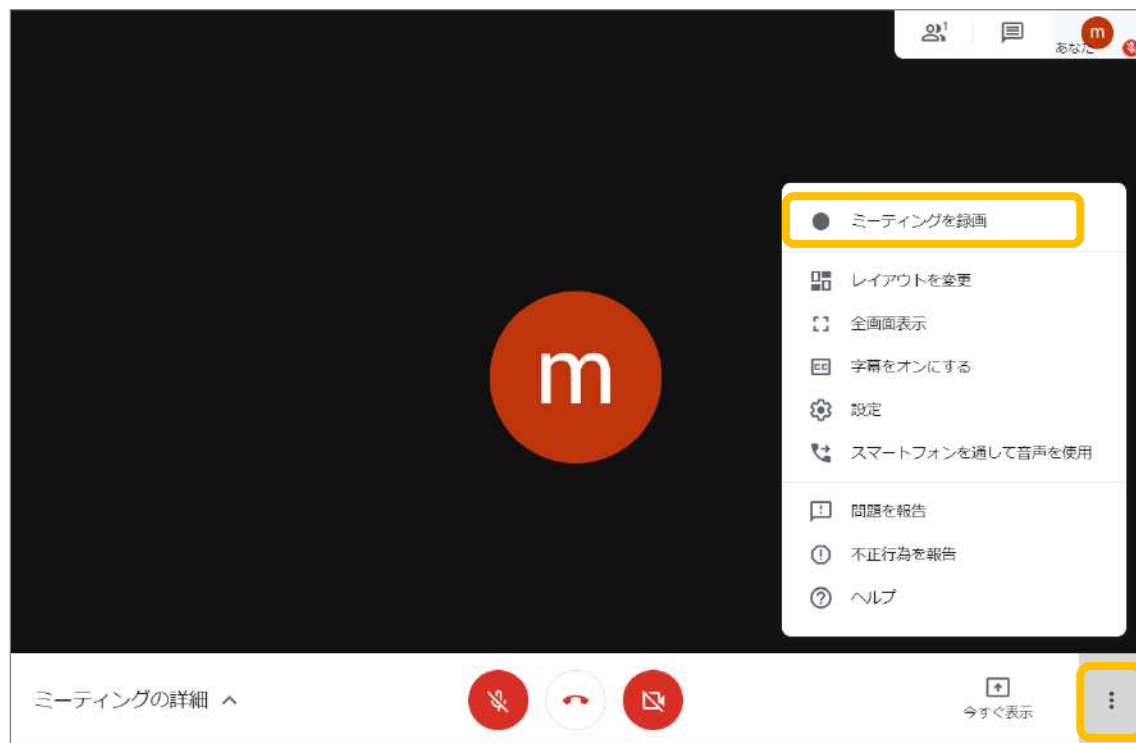 1
m
あなた
ミーティングを録画
レイアウトを変更
全画面表示
m
字幕をオンにする
設定
スマートフォンを通して音声を使用
問題を報告
不正行為を報告
ヘルプ
ミーティングの詳細
今すぐ表示